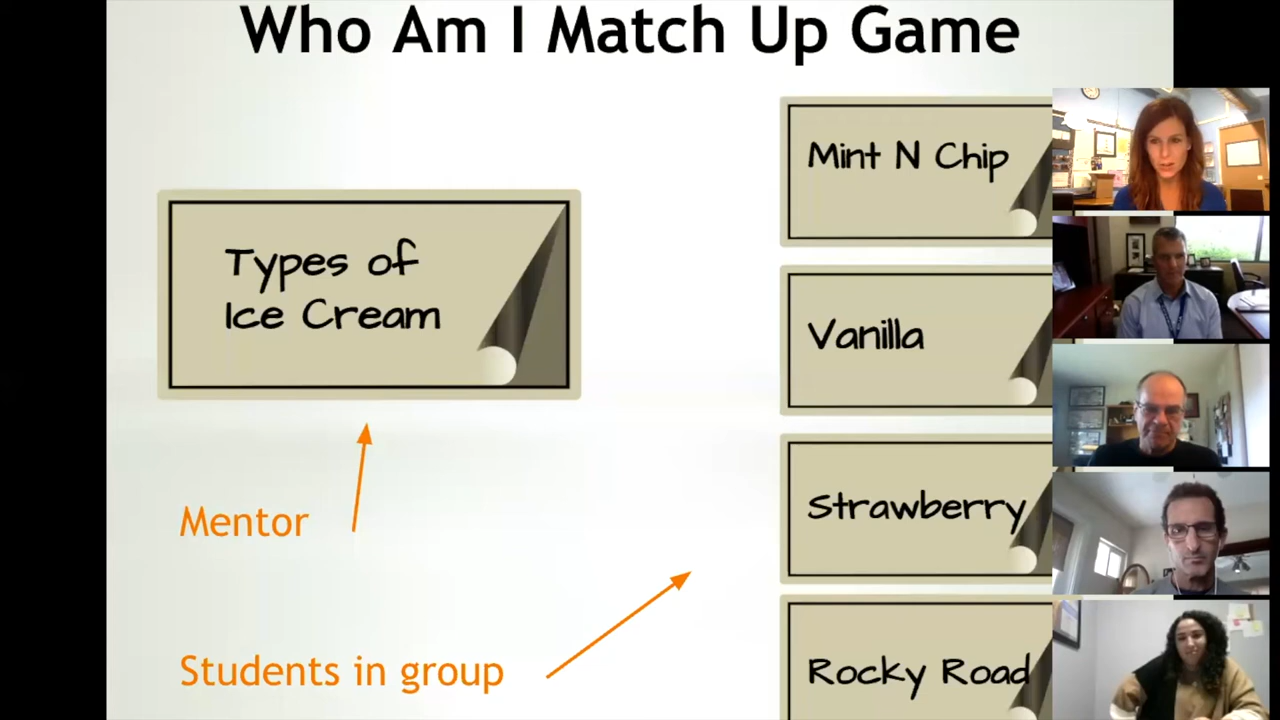 Who Am I Match Up Game
Types of
Ice Cream
Mentor
Students in group
Mint N Chip
Vanilla
Strawberry
Rocky Road